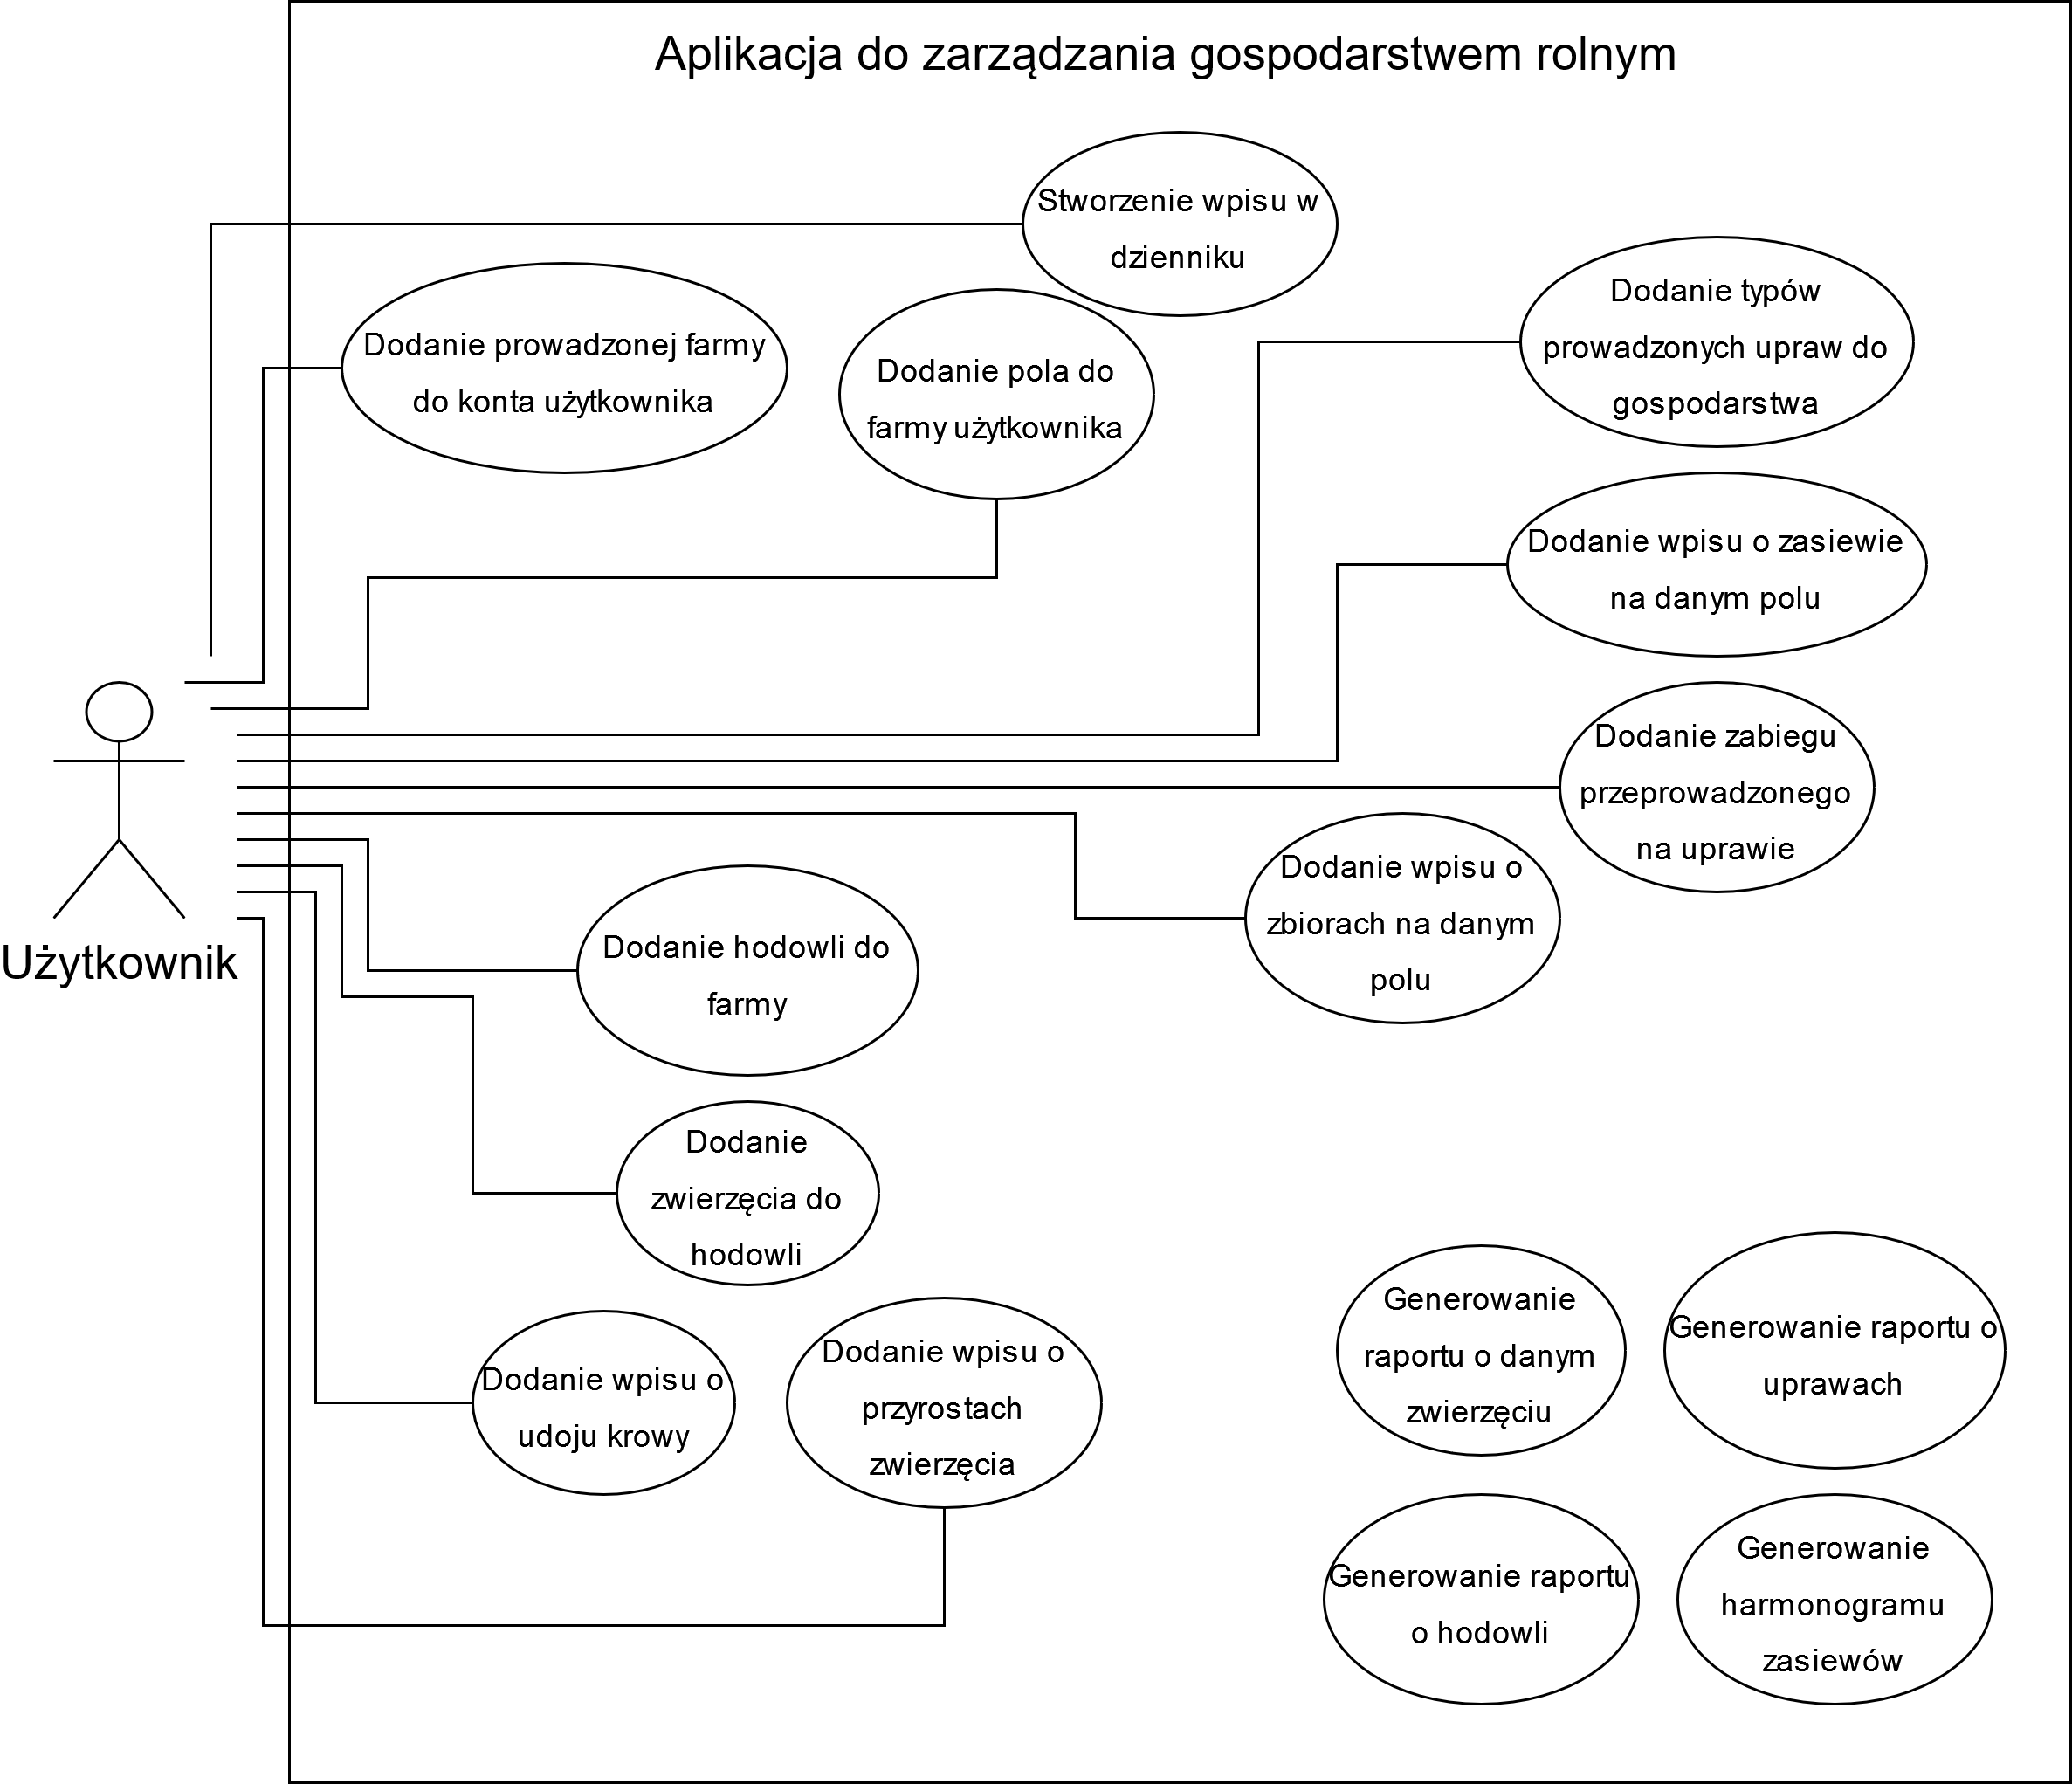 Aplikacja do zarządzania gospodarstwem rolnym
Stworzenie wpisu w
dzienniku
Dodanie prowadzonej farmy
do konta użytkownika
Dodanie pola do
farmy użytkownika
Dodanie typów
prowadzonych upraw do
gospodarstwa
Dodanie wpisu o zasiewie
na danym polu
Dodanie zabiegu
przeprowadzonego
na uprawie
Dodanie wpisu o
zbiorach na danym
polu
Użytkownik
Dodanie hodowli do
farmy
Dodanie
zwierzęcia do
hodowli
Dodanie wpisu o
udoju krowy
Dodanie wpisu o
przyrostach
zwierzęcia
Generowanie
raportu o danym
zwierzęciu
Generowanie raportu o
uprawach
Generowanie raportu
o hodowli
Generowanie
harmonogramu
zasiewów